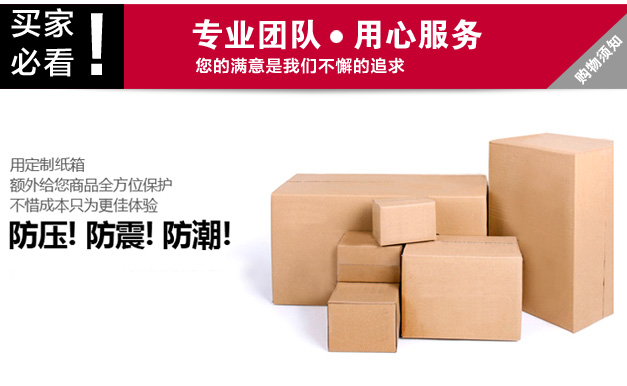 买家
必看
!
专业团队●用心服务
您的满意是我们不懈的追求
购物须知
用定制纸箱
额外给您商品全方位保护
不惜成本只为更佳体验
防压! 防震! 防潮!